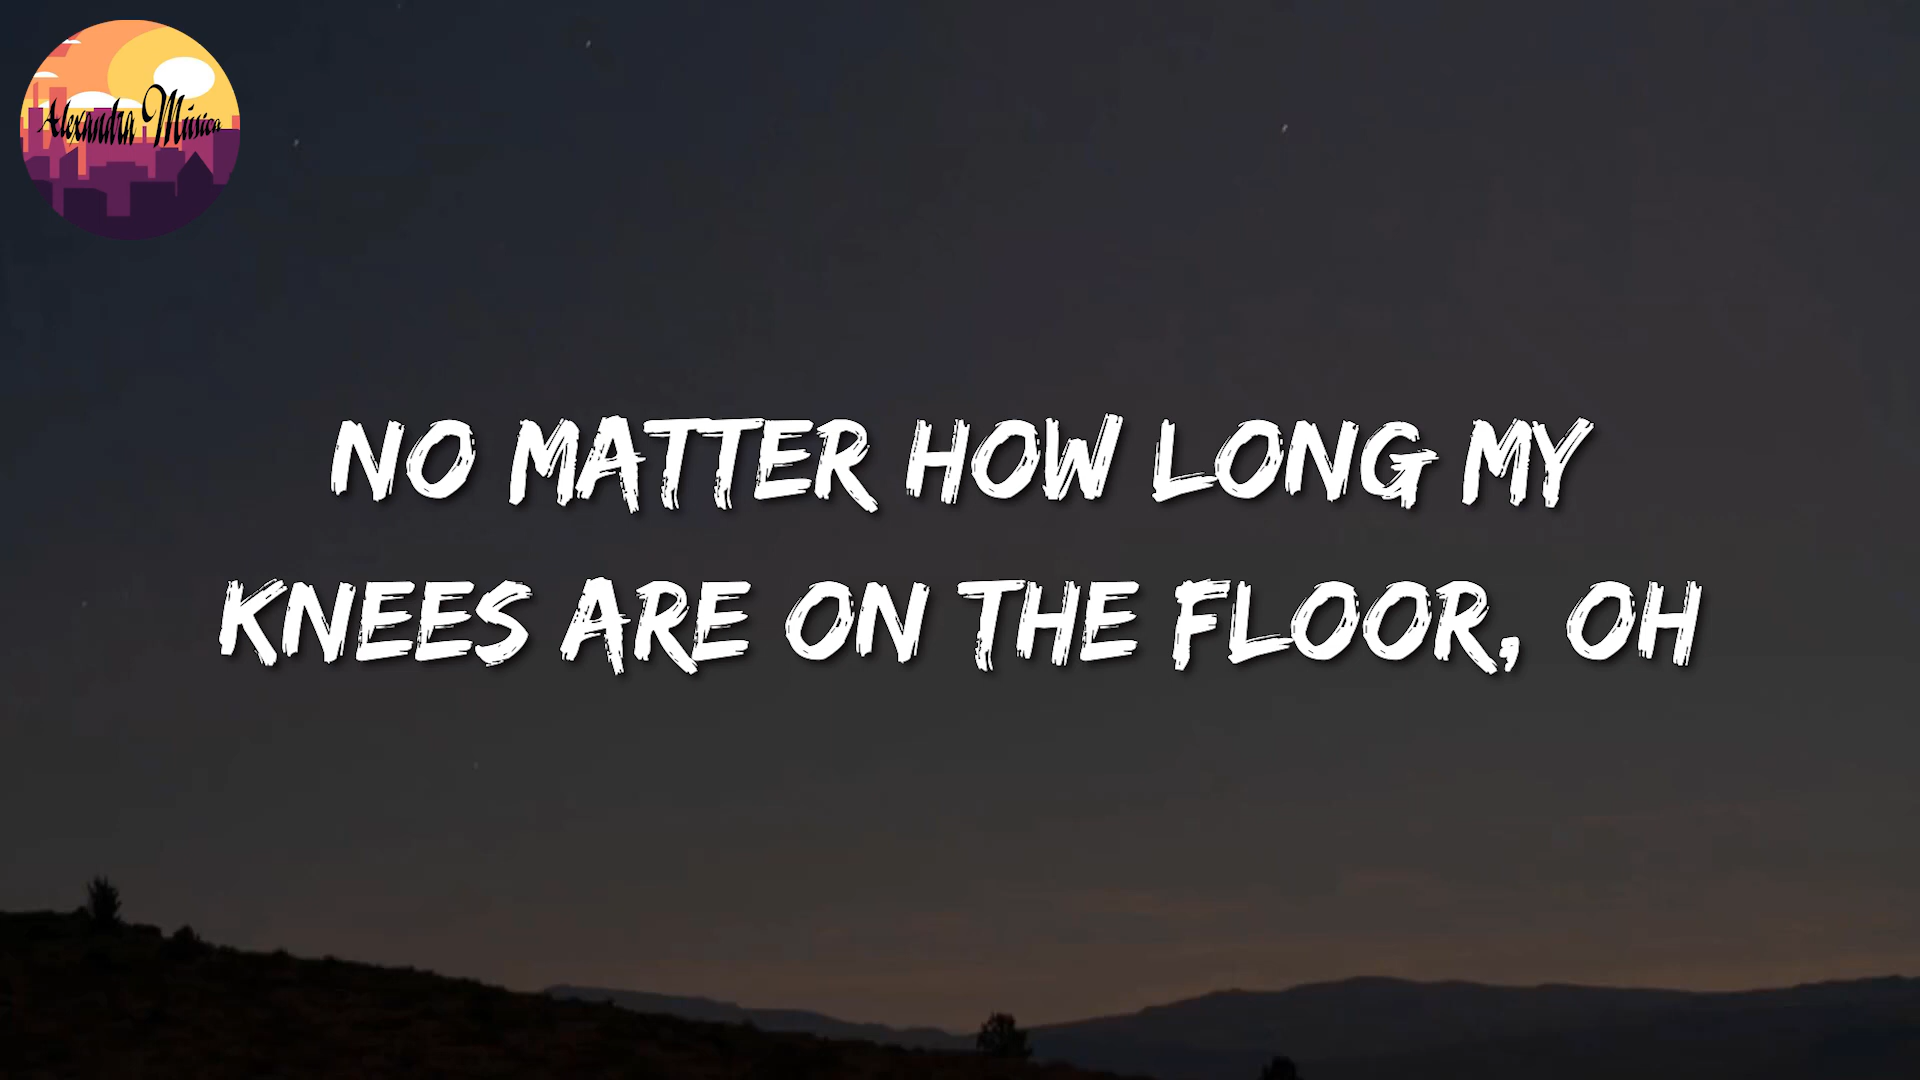 Alexandra Música
NO MATTER HOW LONG MY
KNEES ARE ON THE FLOOR, OH